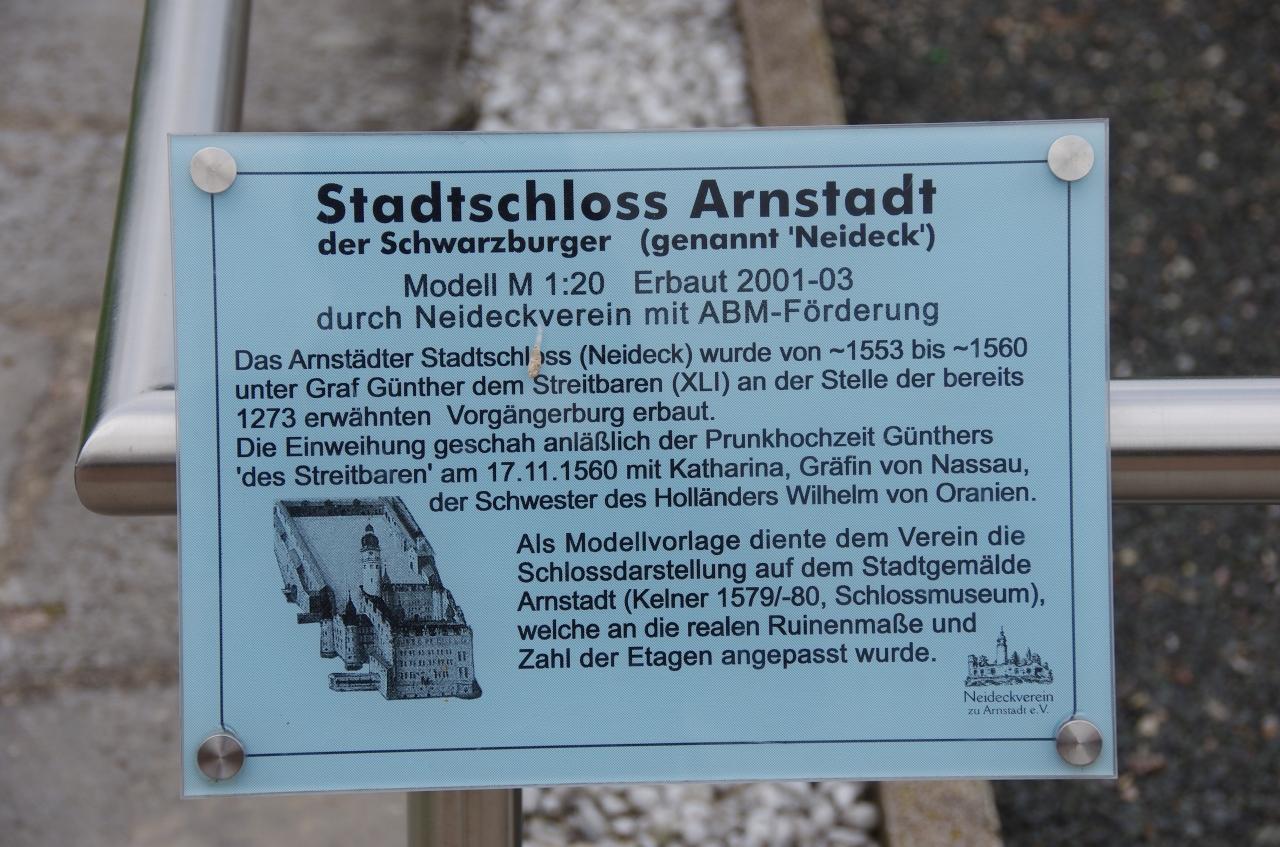 Stadtschloss Arnstadt
der Schwarzburger (genannt 'Neideck')
Modell M 1:20 Erbaut 2001-03
durch Neideckverein mit ABM-Förderung
Das Arnstädter Stadtschloss (Neideck) wurde von ~1553 bis ~1560
unter Graf Günther dem Streitbaren (XLI) an der Stelle der bereits
1273 erwähnten Vorgängerburg erbaut.
Die Einweihung geschah anläßlich der Prunkhochzeit Günthers
'des Streitbaren' am 17.11.1560 mit Katharina, Gräfin von Nassau,
der Schwester des Holländers Wilhelm von Oranien.
Als Modellvorlage diente dem Verein die
Schlossdarstellung auf dem Stadtgemälde
Arnstadt (Kelner 1579/-80, Schlossmuseum),
welche an die realen Ruinenmaße und
Zahl der Etagen angepasst wurde.
Neideckverein
zu Arnstadt e.V.